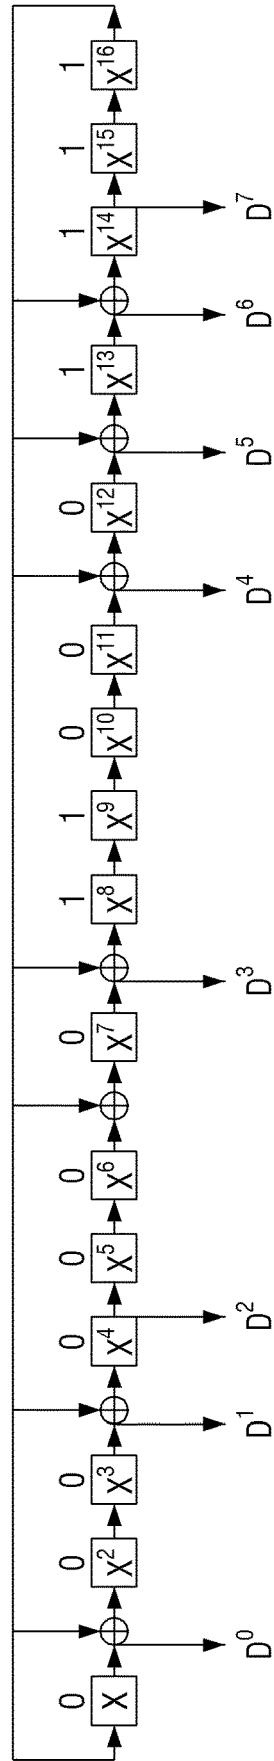 0 0 0 0 0 0 0 1 1 0 0 0 1 1 1 1
X X² X³ X⁴ X⁵ X⁶ X⁷ X⁸ X⁹ X¹⁰ X¹¹ X¹² X¹³ X¹⁴ X¹⁵ X¹⁶
D⁰ D¹ D² D³ D⁴ D⁵ D⁶ D⁷